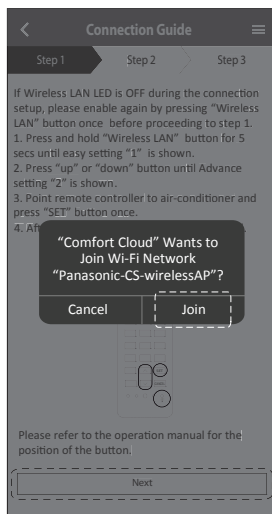 Connection Guide
Step 1
Step 2
Step 3
If Wireless LAN LED is OFF during the connection
setup, please enable again by pressing “Wireless
LAN” button once before proceeding to step 1.
1. Press and hold “Wireless LAN” button for 5
secs until easy setting “1” is shown.
2. Press “up” or “down” button until Advance
setting “2” is shown.
3. Point remote controller to air-conditioner and
press “SET” button once.
4.
“Comfort Cloud” Wants to
Join Wi-Fi Network
“Panasonic-CS-wirelessAP”?
Cancel
Join
Please refer to the operation manual for the
position of the button.
Next